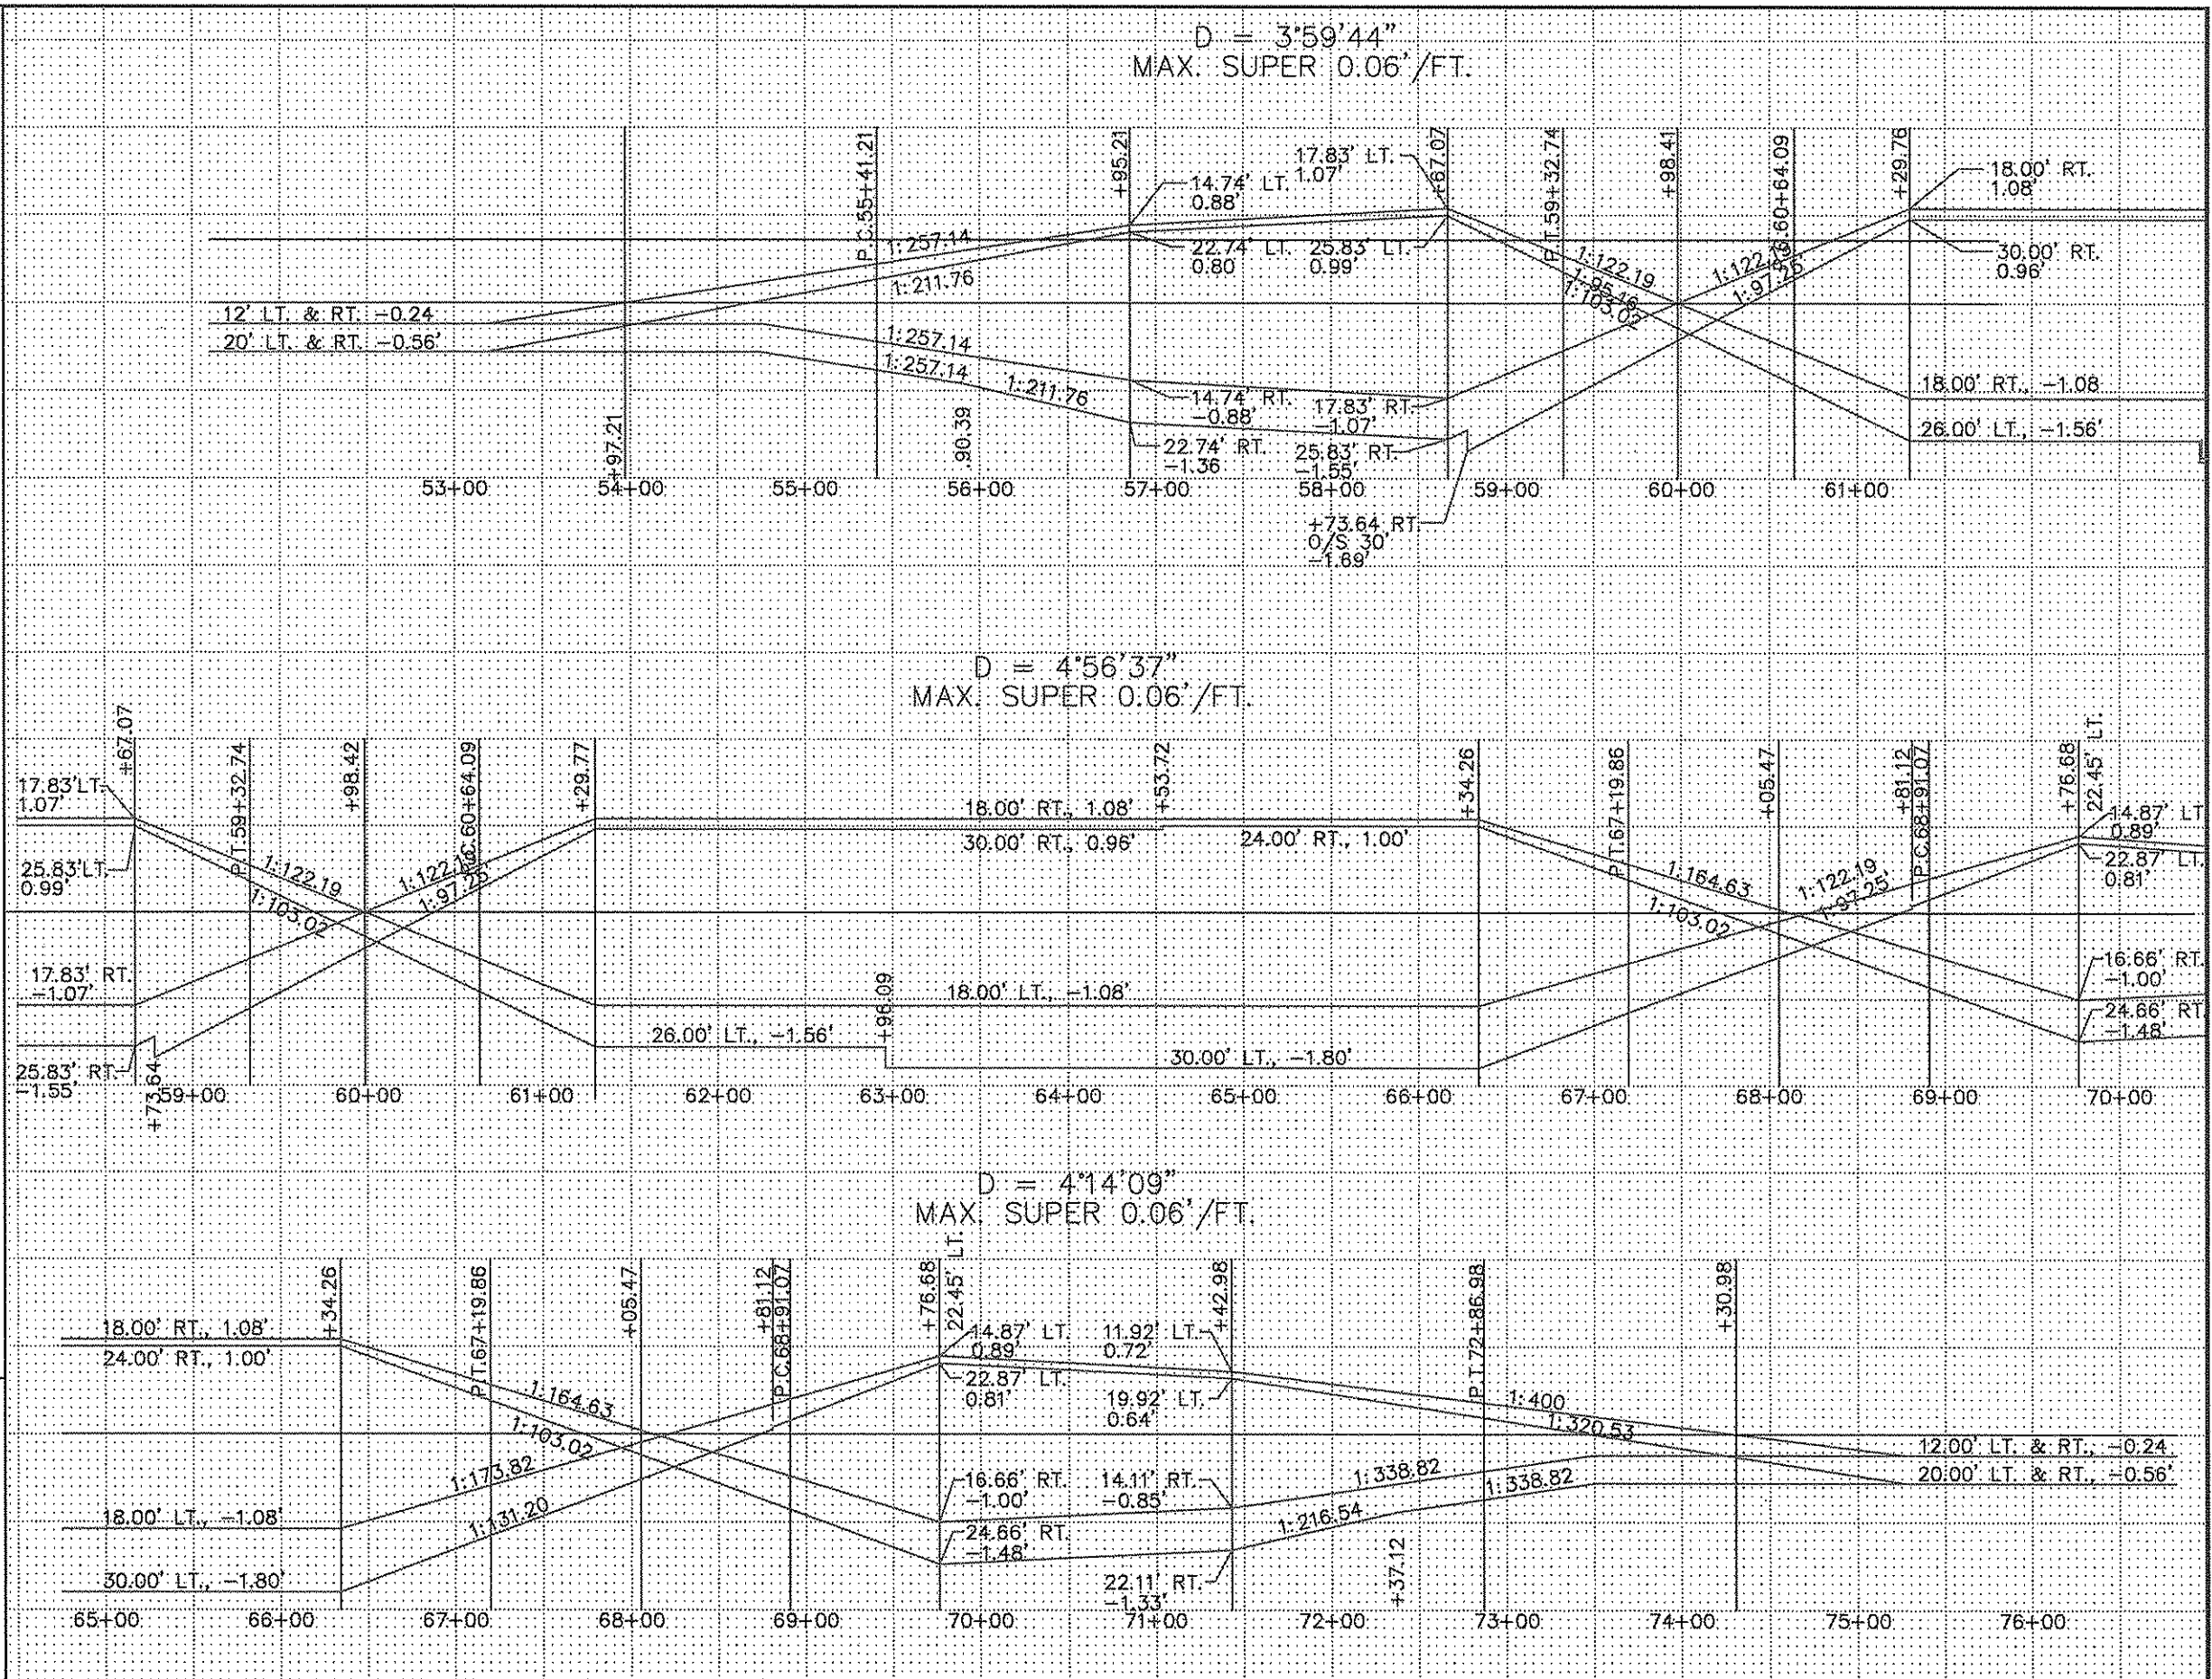 D = 3°59'44"
MAX. SUPER 0.06'/FT.
P.C.55+41.21
+95.21
+67.07
P.T.59+32.74
+98.41
.60+64.09
+29.76
17.83' LT.
1.07'
14.74' LT.
0.88'
18.00' RT.
1.08'
22.74' LT.
0.80
25.83' LT.
0.99'
30.00' RT.
0.96'
1:257.14
1:211.76
1:122.19
1:95.16
1:103.02
1:122.19
1:97.25'
12' LT. & RT. -0.24
20' LT. & RT. -0.56'
1:257.14
1:257.14
1:211.76
14.74' RT.
-0.88'
17.83' RT.
-1.07'
18.00' RT., -1.08
22.74' RT.
-1.36
25.83' RT.
-1.55'
26.00' LT., -1.56'
+97.21
.90.39
53+00
54+00
55+00
56+00
57+00
58+00
59+00
60+00
61+00
+73.64 RT.
O/S 30'
-1.69'
D = 4°56'37"
MAX. SUPER 0.06'/FT.
+67.07
P.T.59+32.74
+98.42
C.60+64.09
+29.77
+53.72
+34.26
P.T.67+19.86
+05.47
+81.12
P.C.68+91.07
+76.68
22.45' LT.
17.83'LT.
1.07'
18.00' RT., 1.08'
14.87' LT
0.89'
30.00' RT., 0.96'
24.00' RT., 1.00'
25.83'LT.
0.99'
22.87' LT.
0.81'
1:122.19
1:103.02
1:122.19
1:97.25'
1:164.63
1:103.02
1:122.19
1:97.25'
17.83' RT.
-1.07'
18.00' LT., -1.08'
16.66' RT.
-1.00'
25.83' RT.
-1.55'
26.00' LT., -1.56'
+96.09
30.00' LT., -1.80'
24.66' RT.
-1.48'
+73.64
59+00
60+00
61+00
62+00
63+00
64+00
65+00
66+00
67+00
68+00
69+00
70+00
D = 4°14'09"
MAX. SUPER 0.06'/FT.
+34.26
P.T.67+19.86
+05.47
+81.12
P.C.68+91.07
+76.68
22.45' LT.
+42.98
P.T.72+86.98
+30.98
18.00' RT., 1.08'
24.00' RT., 1.00'
14.87' LT.
0.89'
11.92' LT.
0.72'
22.87' LT.
0.81'
19.92' LT.
0.64'
1:164.63
1:103.02
1:173.82
1:131.20
1:400
1:320.53
12.00' LT. & RT., -0.24
20.00' LT. & RT., -0.56'
18.00' LT., -1.08'
16.66' RT.
-1.00'
14.11' RT.
-0.85'
1:338.82
1:338.82
1:216.54
24.66' RT.
-1.48'
22.11' RT.
-1.33'
+37.12
30.00' LT., -1.80'
65+00
66+00
67+00
68+00
69+00
70+00
71+00
72+00
73+00
74+00
75+00
76+00